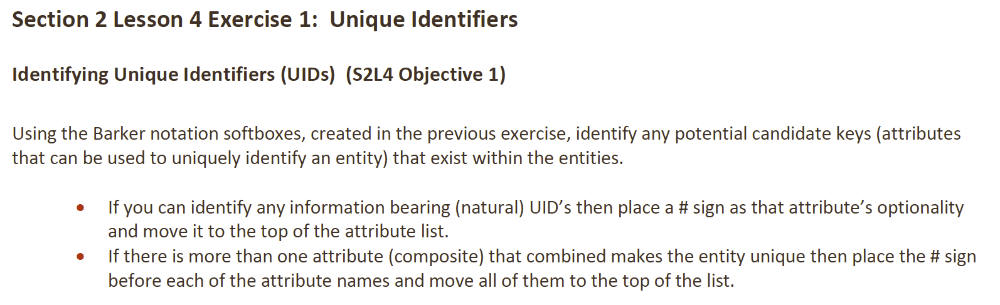 Section 2 Lesson 4 Exercise 1:  Unique Identifiers
Identifying Unique Identifiers (UIDs)  (S2L4 Objective 1)
Using the Barker notation softboxes, created in the previous exercise, identify any potential candidate keys (attributes
that can be used to uniquely identify an entity) that exist within the entities.
• If you can identify any information bearing (natural) UID’s then place a # sign as that attribute’s optionality
and move it to the top of the attribute list.
• If there is more than one attribute (composite) that combined makes the entity unique then place the # sign
before each of the attribute names and move all of them to the top of the list.